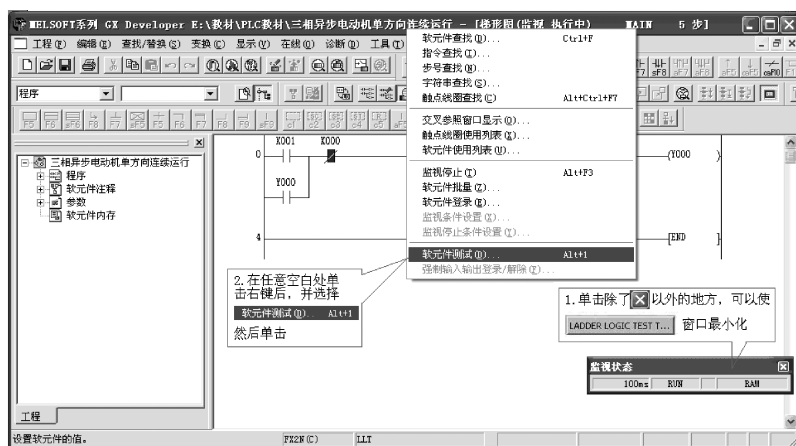 MELSOFT系列 GX Developer E:\教材\PLC教材\三相异步电动机单方向连续运行 - [梯形图(监视 执行中) MAIN 5 步]
工程(F) 编辑(E) 查找/替换(S) 变换(C) 显示(V) 在线(O) 诊断(D) 工具(T)
程序
三相异步电动机单方向连续运行
程序
软元件注释
参数
软元件内存
工程
X001 X000
0
(Y000 )
Y000
4
[END ]
软元件查找(D)... Ctrl+F
指令查找(N)...
步号查找(B)...
字符串查找(S)...
触点线圈查找(C) Alt+Ctrl+F7
交叉参照窗口显示(O)...
触点线圈使用列表(X)...
软元件使用列表(U)...
监视停止(T) Alt+F3
软元件批量(Z)...
软元件登录(R)...
监视条件设置(K)...
监视停止条件设置(Y)...
软元件测试(D)... Alt+1
强制输入输出登录/解除(F)...
2.在任意空白处单
击右键后，并选择
软元件测试(D)... Alt+1
然后单击
1.单击除了 以外的地方，可以使
LADDER LOGIC TEST T... 窗口最小化
监视状态
100ms RUN RAM
设置软元件的值。 FX2N(C) LLT